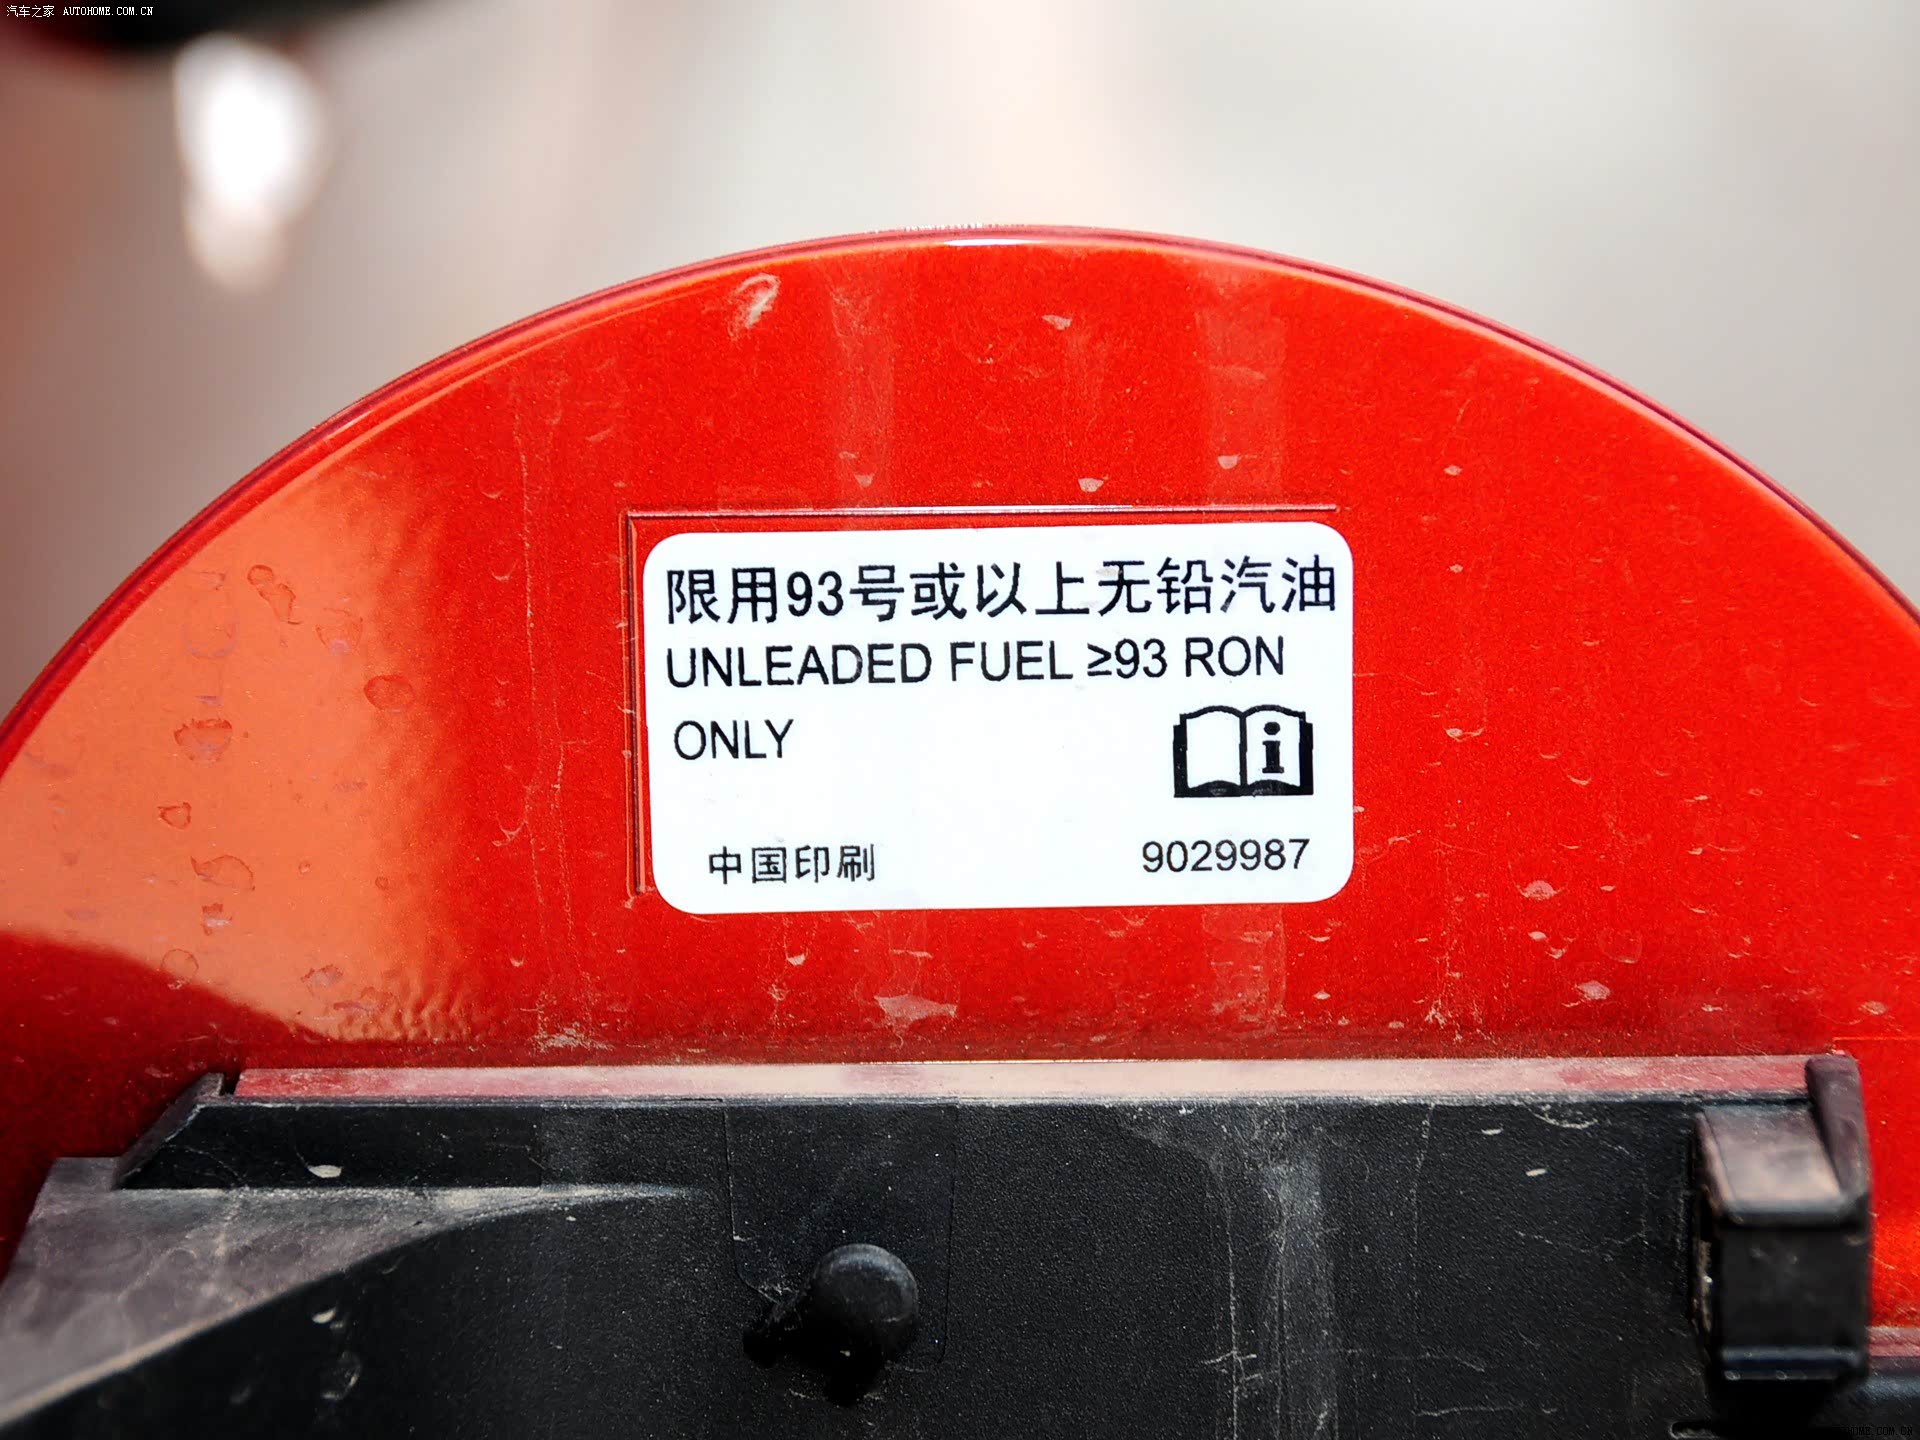 汽车之家 AUTOHOME.COM.CN
限用93号或以上无铅汽油
UNLEADED FUEL ≥93 RON
ONLY
i
中国印刷
9029987